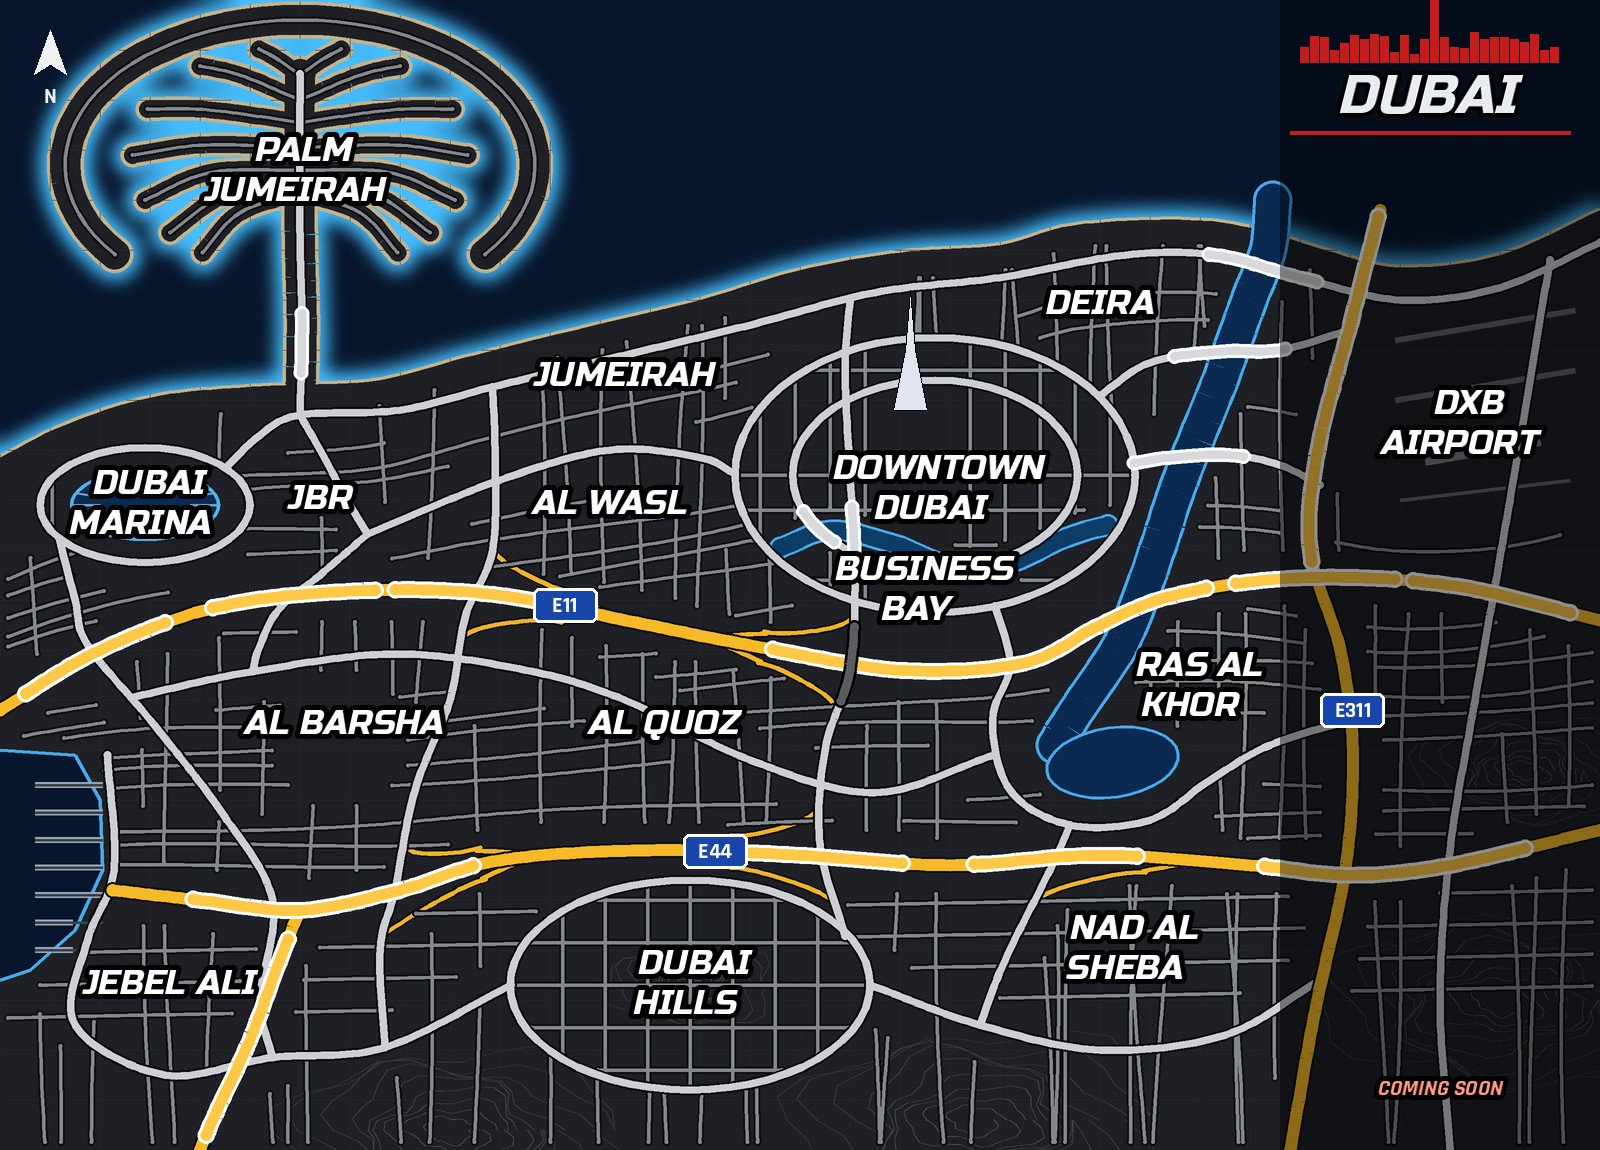 N
DUBAI
PALM
JUMEIRAH
DEIRA
JUMEIRAH
DXB
AIRPORT
DUBAI
MARINA
JBR
AL WASL
DOWNTOWN
DUBAI
BUSINESS
BAY
E11
RAS AL
KHOR
E311
AL BARSHA
AL QUOZ
E44
JEBEL ALI
DUBAI
HILLS
NAD AL
SHEBA
COMING SOON